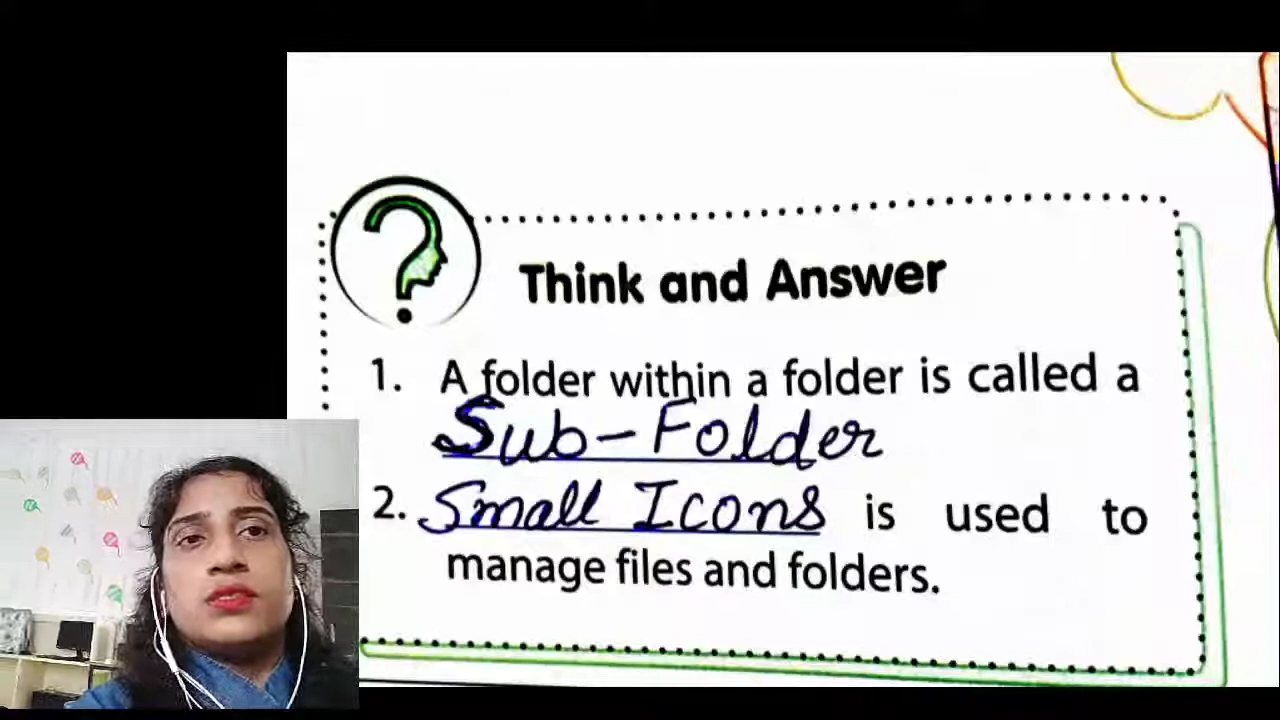 Think and Answer
1. A folder within a folder is called a
Sub-Folder
2. Small Icons is used to
manage files and folders.